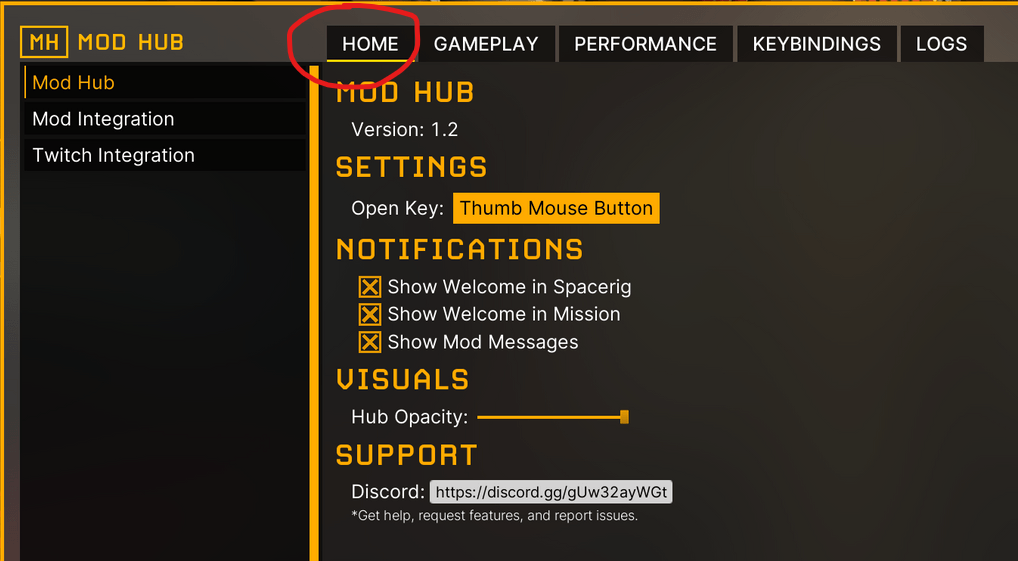 MH MOD HUB
HOME GAMEPLAY PERFORMANCE KEYBINDINGS LOGS
Mod Hub
Mod Integration
Twitch Integration
MOD HUB
Version: 1.2
SETTINGS
Open Key: Thumb Mouse Button
NOTIFICATIONS
Show Welcome in Spacerig
Show Welcome in Mission
Show Mod Messages
VISUALS
Hub Opacity:
SUPPORT
Discord: https://discord.gg/gUw32ayWGt
*Get help, request features, and report issues.